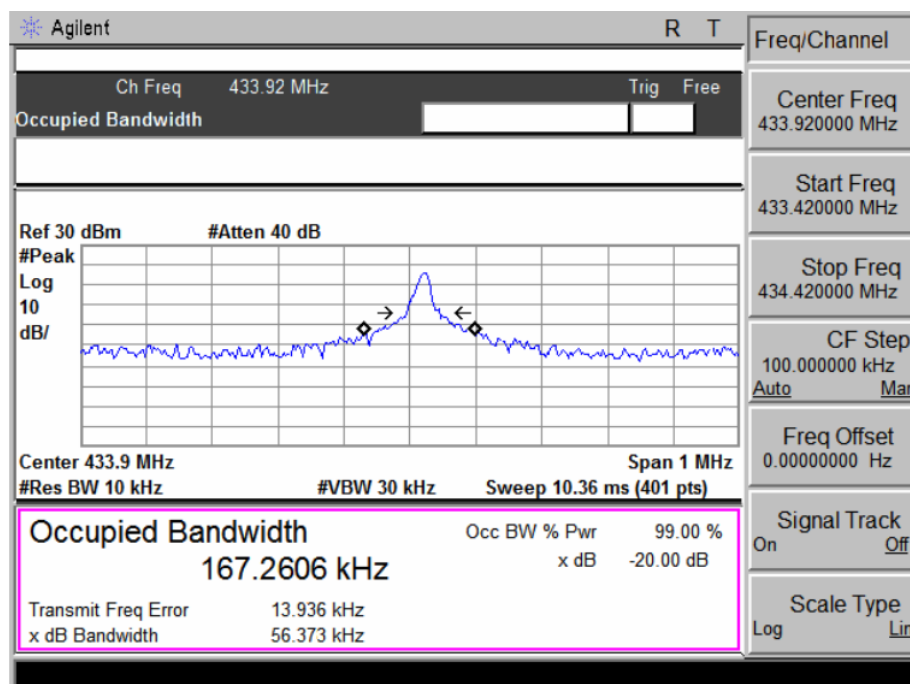 Agilent R T
Freq/Channel
Ch Freq 433.92 MHz Trig Free
Occupied Bandwidth
Center Freq
433.920000 MHz
Start Freq
433.420000 MHz
Ref 30 dBm #Atten 40 dB
#Peak
Log
10
dB/
Stop Freq
434.420000 MHz
CF Step
100.000000 kHz
Auto Man
Center 433.9 MHz Span 1 MHz
#Res BW 10 kHz #VBW 30 kHz Sweep 10.36 ms (401 pts)
Freq Offset
0.00000000 Hz
Occupied Bandwidth Occ BW % Pwr 99.00 %
167.2606 kHz x dB -20.00 dB
Transmit Freq Error 13.936 kHz
x dB Bandwidth 56.373 kHz
Signal Track
On Off
Scale Type
Log Lin